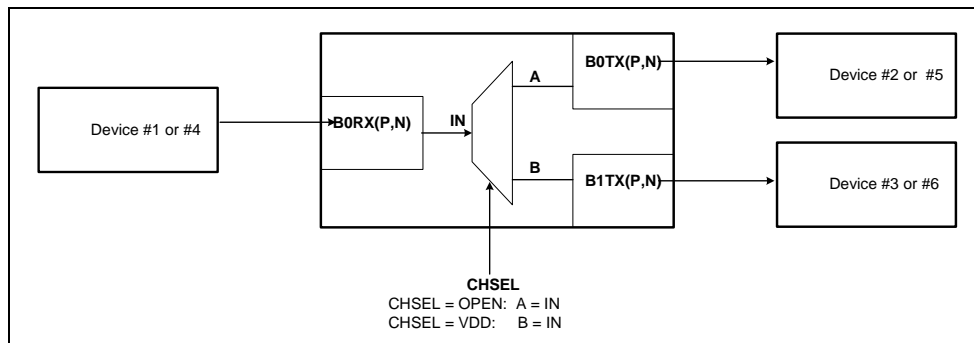 B0TX(P,N)
Device #2 or #5
A
Device #1 or #4
B0RX(P,N)
IN
B
B1TX(P,N)
Device #3 or #6
CHSEL
CHSEL = OPEN: A = IN
CHSEL = VDD: B = IN